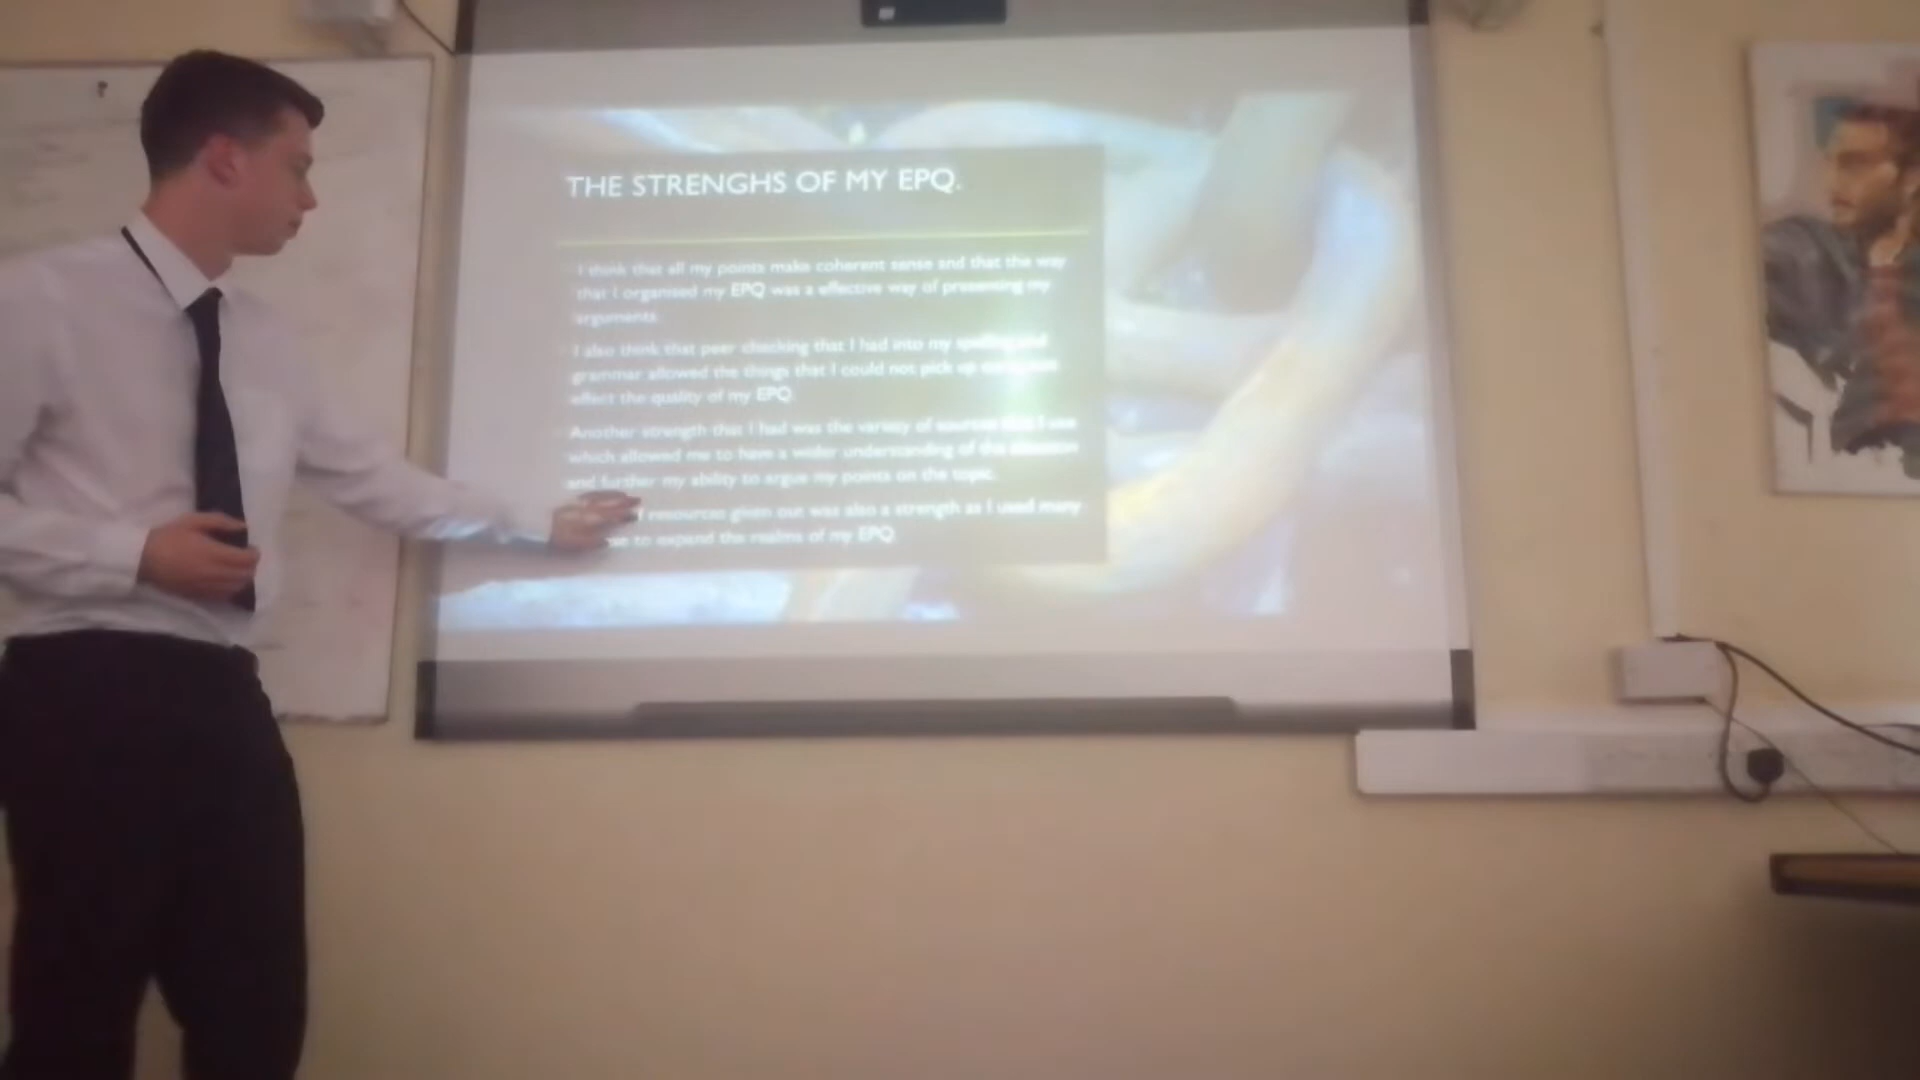 THE STRENGHS OF MY EPQ.
I think that all my points make coherent sense and that the way
that I organised my EPQ was a effective way of presenting my
arguments.
I also think that peer checking that I had into my spelling and
grammar allowed the things that I could not pick up
affect the quality of my EPQ.
Another strength that I had was the variety of sources that I use
which allowed me to have a wider understanding of the
and further my ability to argue my points on the topic.
resources given out was also a strength as I used many
to expand the realms of my EPQ